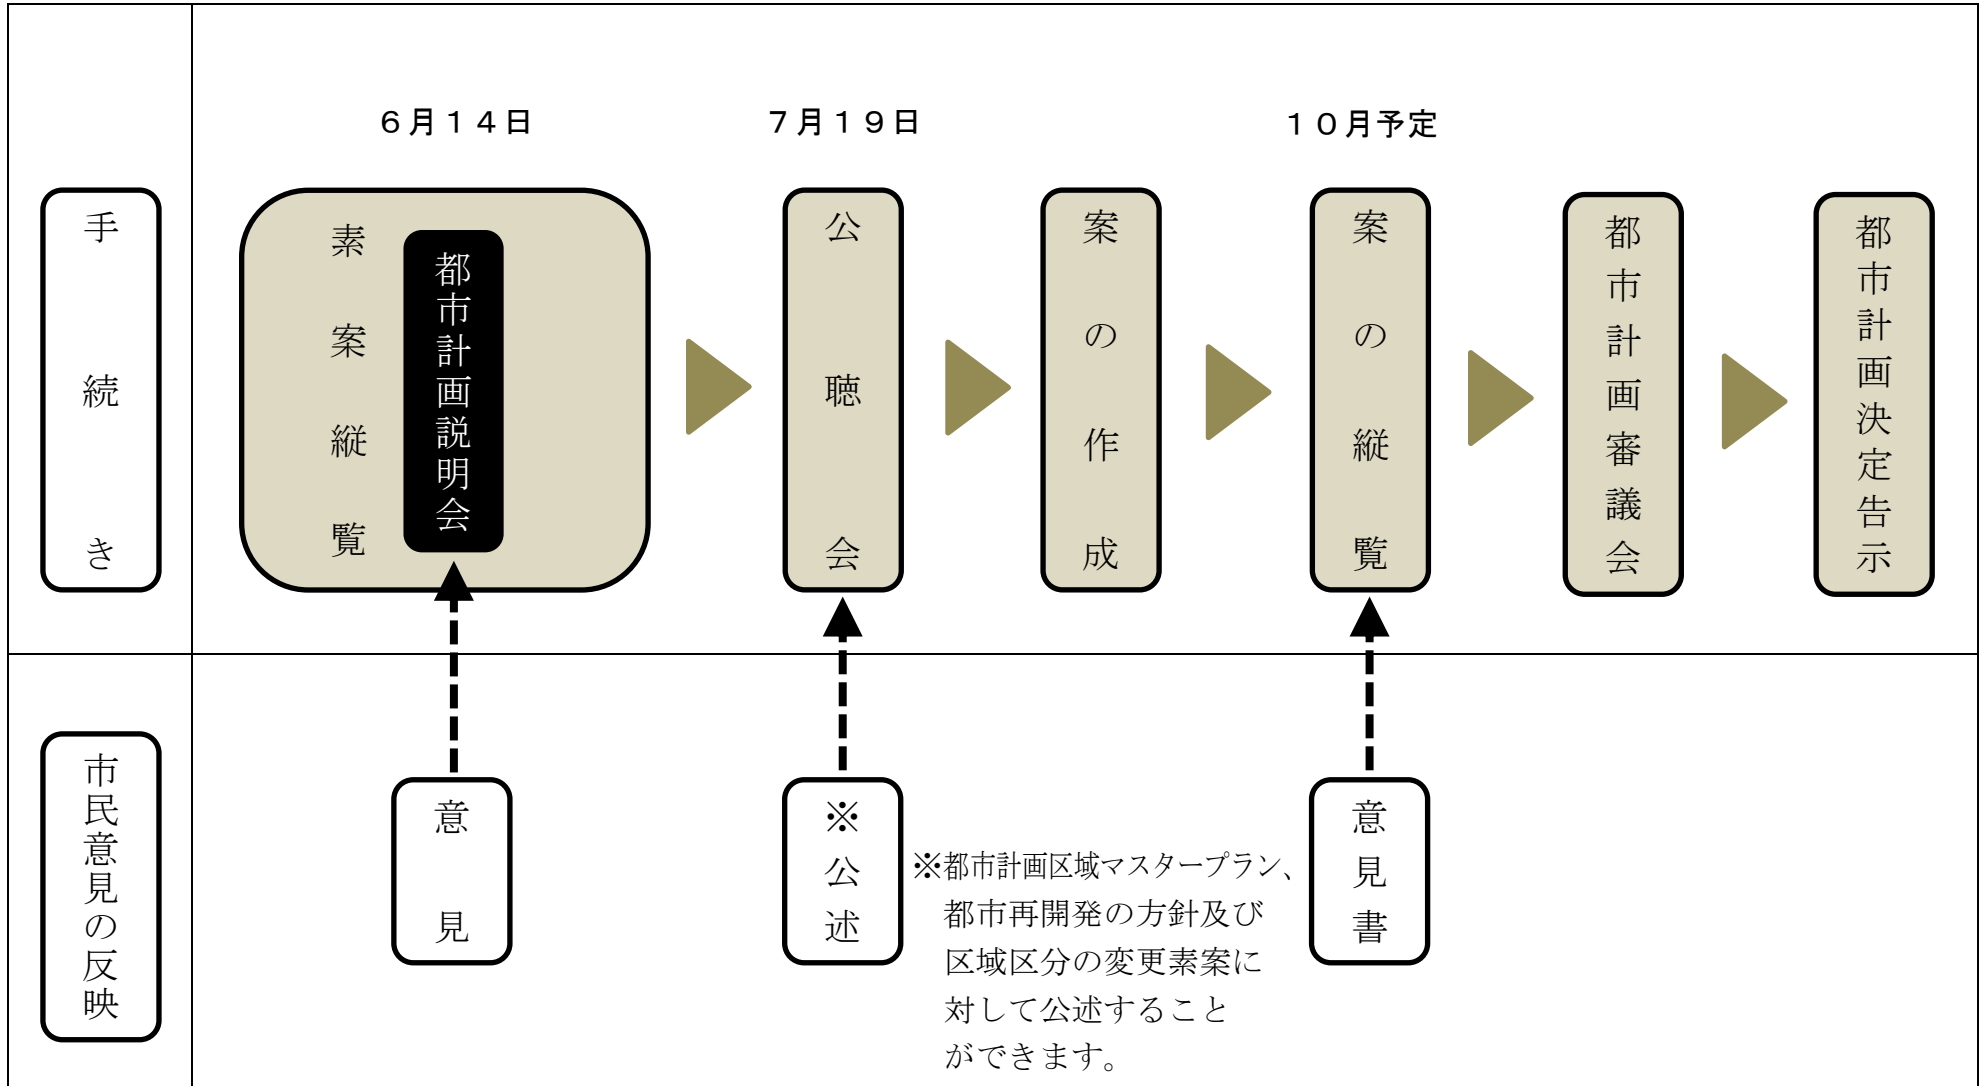 6月14日
7月19日
10月予定
手続き
素案縦覧
都市計画説明会
公聴会
案の作成
案の縦覧
都市計画審議会
都市計画決定告示
市民意見の反映
意見
※公述
※都市計画区域マスタープラン、
都市再開発の方針及び
区域区分の変更素案に
対して公述すること
ができます。
意見書